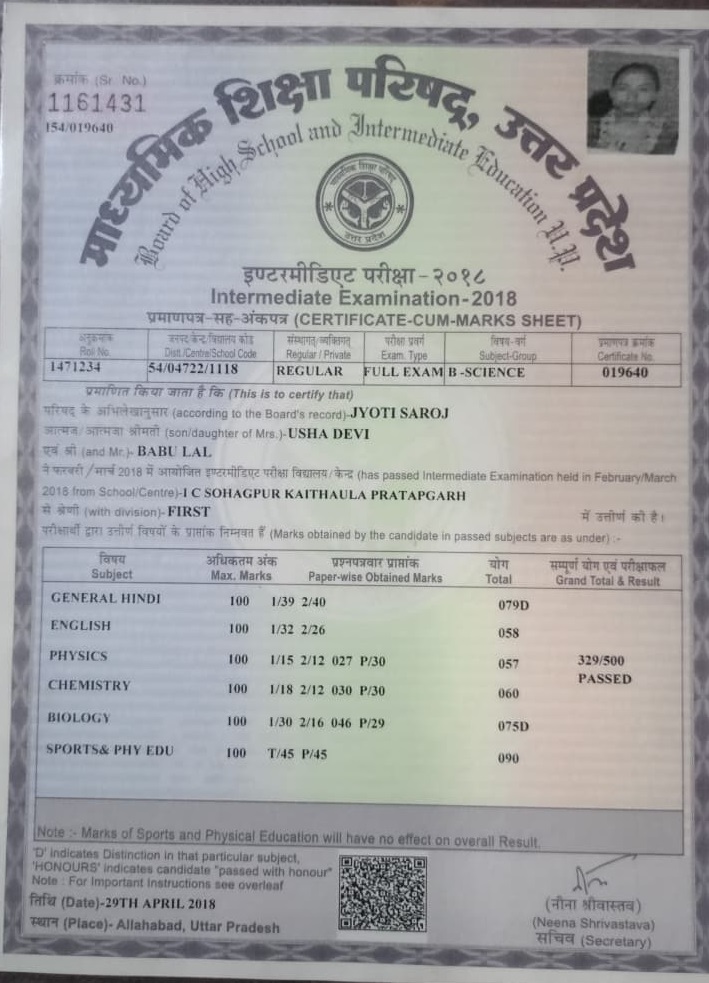 क्रमांक (Sr. No.)
1161431
154/019640
माध्यमिक शिक्षा परिषद्, उत्तर प्रदेश
Board of High School and Intermediate Education U.P.
माध्यमिक शिक्षा परिषद्
उत्तर प्रदेश
इण्टरमीडिएट परीक्षा-२०१८
Intermediate Examination-2018
प्रमाणपत्र-सह-अंकपत्र (CERTIFICATE-CUM-MARKS SHEET)
अनुक्रमांक जनपद/केन्द्र/विद्यालय कोड संस्थागत/व्यक्तिगत परीक्षा प्रवर्ग विषय-वर्ग प्रमाणपत्र क्रमांक
Roll No. Dist./Centre/School Code Regular / Private Exam. Type Subject-Group Certificate No.
1471234 54/04722/1118 REGULAR FULL EXAM B -SCIENCE 019640
प्रमाणित किया जाता है कि (This is to certify that)
परिषद के अभिलेखानुसार (according to the Board's record)-JYOTI SAROJ
आत्मज/आत्मजा श्रीमती (son/daughter of Mrs.)-USHA DEVI
एवं श्री (and Mr.)- BABU LAL
ने फरवरी/मार्च 2018 में आयोजित इण्टरमीडिएट परीक्षा विद्यालय/केन्द्र (has passed Intermediate Examination held in February/March
2018 from School/Centre)-I C SOHAGPUR KAITHAULA PRATAPGARH
से श्रेणी (with division)-FIRST में उत्तीर्ण की है।
परीक्षार्थी द्वारा उत्तीर्ण विषयों के प्राप्तांक निम्नवत हैं (Marks obtained by the candidate in passed subjects are as under) :-
विषय अधिकतम अंक प्रश्नपत्रवार प्राप्तांक योग सम्पूर्ण योग एवं परीक्षाफल
Subject Max. Marks Paper-wise Obtained Marks Total Grand Total & Result
GENERAL HINDI 100 1/39 2/40 079D
ENGLISH 100 1/32 2/26 058
PHYSICS 100 1/15 2/12 027 P/30 057 329/500
PASSED
CHEMISTRY 100 1/18 2/12 030 P/30 060
BIOLOGY 100 1/30 2/16 046 P/29 075D
SPORTS& PHY EDU 100 T/45 P/45 090
Note :- Marks of Sports and Physical Education will have no effect on overall Result.
'D' indicates Distinction in that particular subject,
'HONOURS' indicates candidate "passed with honour"
Note : For Important Instructions see overleaf
तिथि (Date)-29TH APRIL 2018
स्थान (Place)- Allahabad, Uttar Pradesh
(नीना श्रीवास्तव)
(Neena Shrivastava)
सचिव (Secretary)